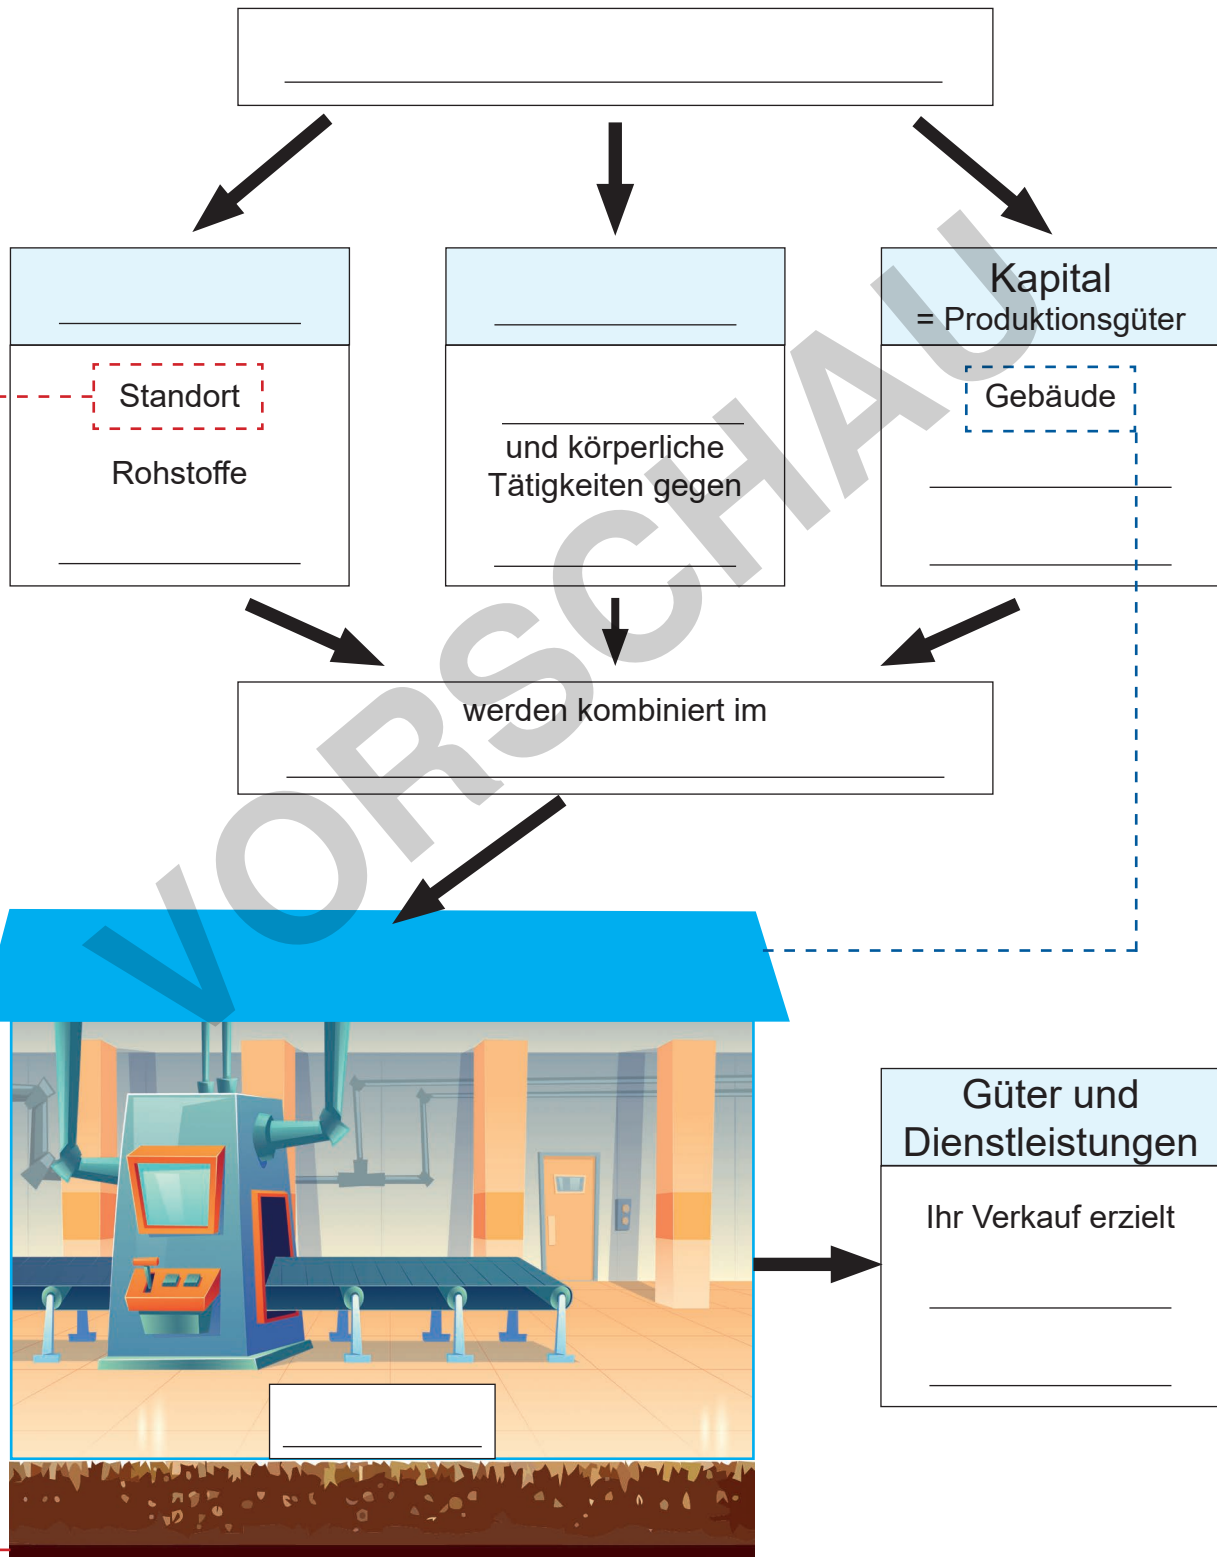 Kapital
= Produktionsgüter
Standort
Rohstoffe
und körperliche
Tätigkeiten gegen
Gebäude
werden kombiniert im
Güter und
Dienstleistungen
Ihr Verkauf erzielt
VORSCHAU